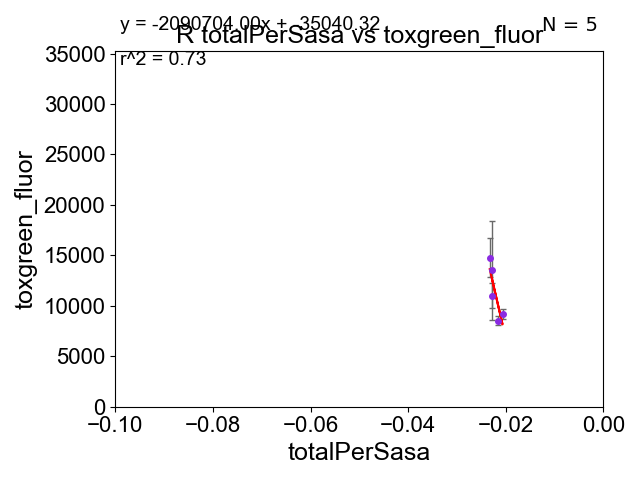 y = -2090704.00x + -35040.32
N = 5
R totalPerSasa vs toxgreen_fluor
r^2 = 0.73
toxgreen_fluor
35000
30000
25000
20000
15000
10000
5000
0
−0.10 −0.08 −0.06 −0.04 −0.02 0.00
totalPerSasa